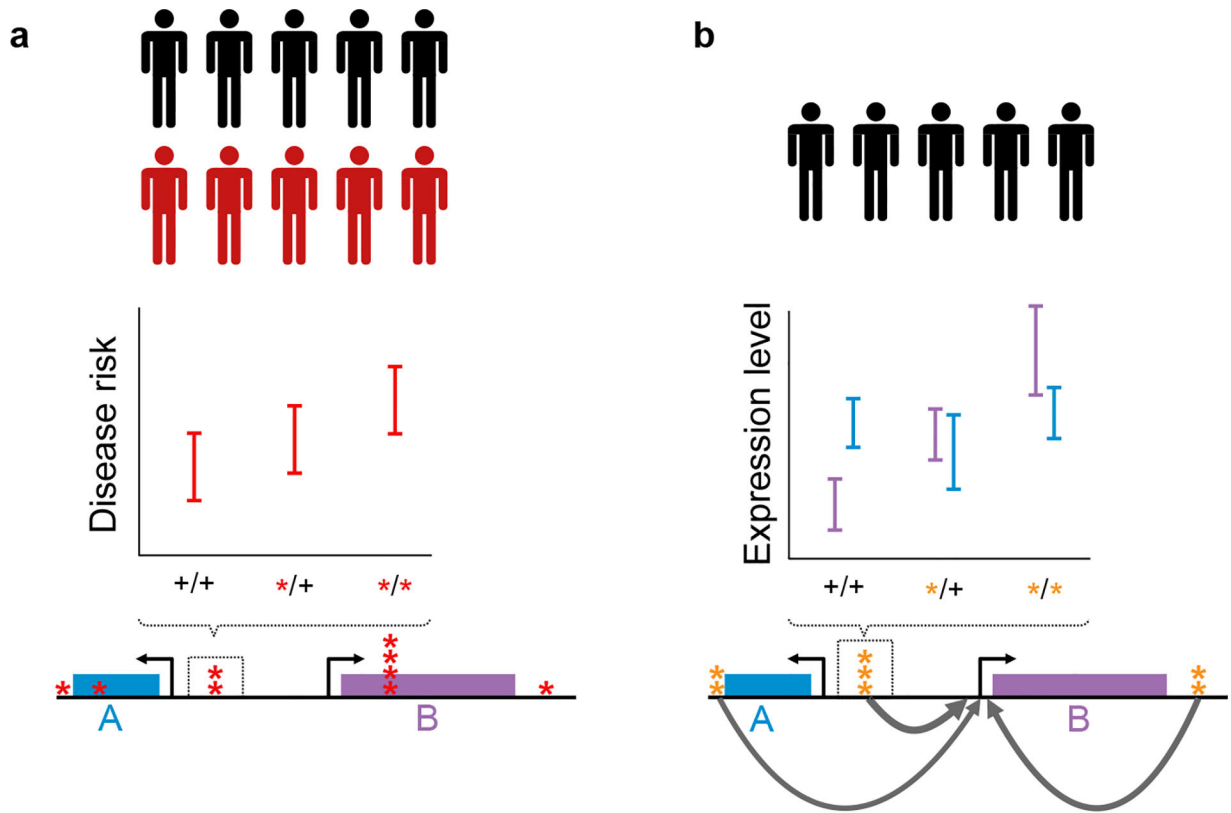 a
Disease risk
+/+
*/+
*/*
* * * * * * * * *
A
B
b
Expression level
+/+
*/+
*/*
* * * * * * *
A
B